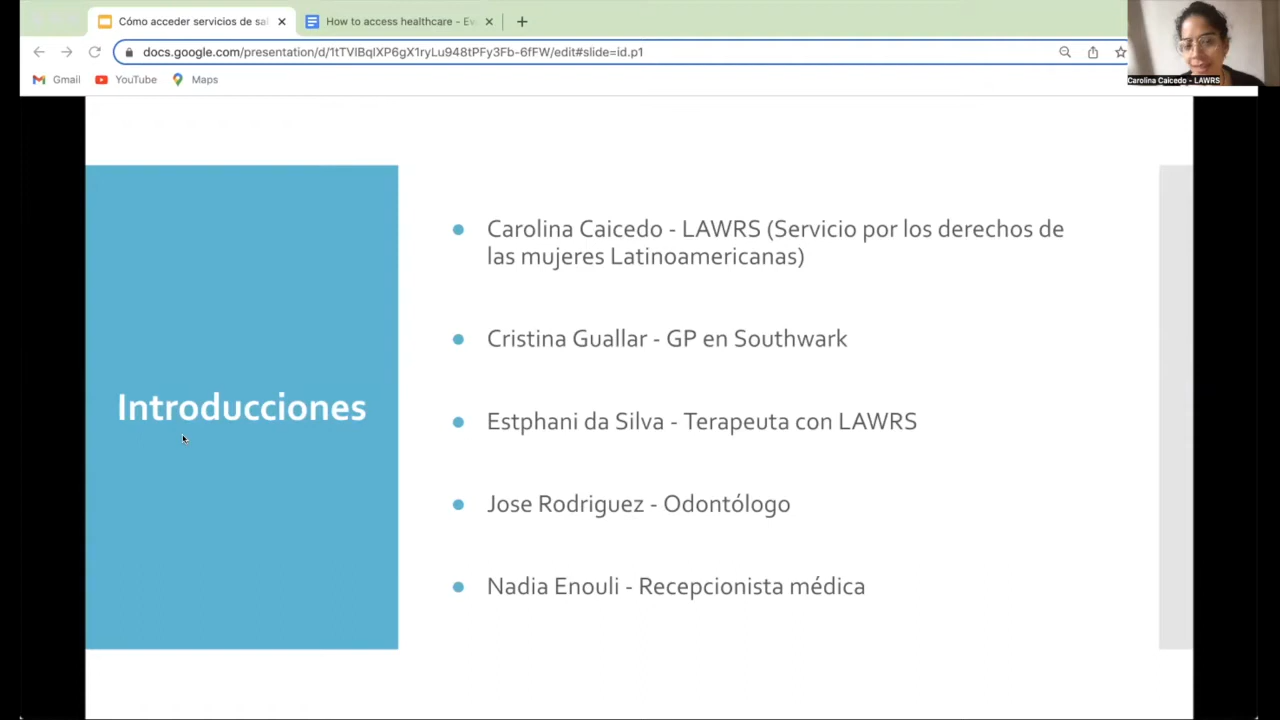 Cómo acceder servicios de sal
How to access healthcare - Ev
docs.google.com/presentation/d/1tTVlBqlXP6gX1ryLu948tPFy3Fb-6fFW/edit#slide=id.p1
Gmail
YouTube
Maps
Carolina Caicedo - LAWRS
Introducciones
Carolina Caicedo - LAWRS (Servicio por los derechos de
las mujeres Latinoamericanas)
Cristina Guallar - GP en Southwark
Estphani da Silva - Terapeuta con LAWRS
Jose Rodriguez - Odontólogo
Nadia Enouli - Recepcionista médica